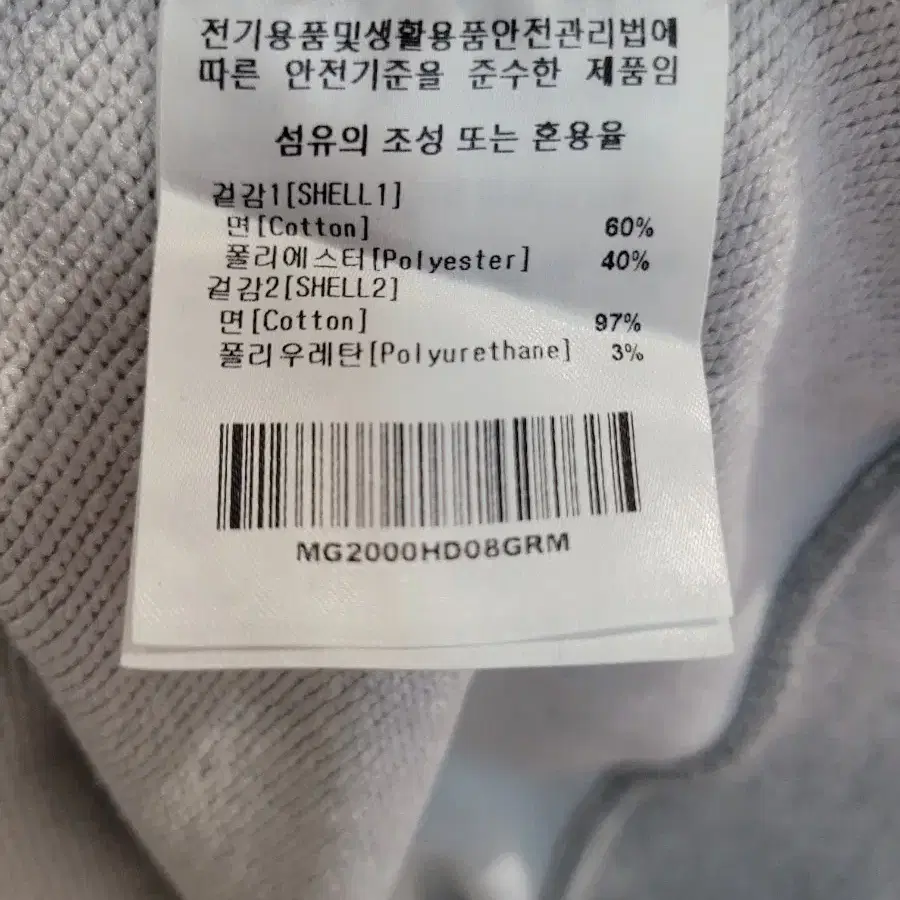 전기용품및생활용품안전관리법에
따른 안전기준을 준수한 제품임
섬유의 조성 또는 혼용율
겉감1[SHELL1]
면[Cotton] 60%
폴리에스터[Polyester] 40%
겉감2[SHELL2]
면[Cotton] 97%
폴리우레탄[Polyurethane] 3%
MG2000HD08GRM